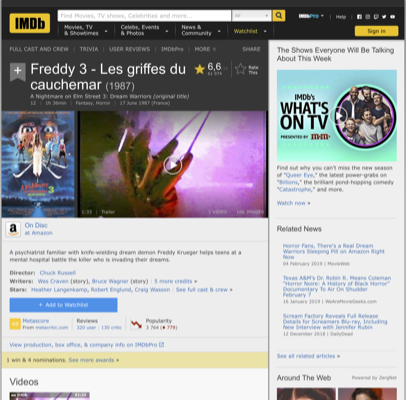 IMDb
Find Movies, TV shows, Celebrities and more...
All
IMDbPro
Help
Movies, TV & Showtimes
Celebs, Events & Photos
News & Community
Watchlist
Sign in
FULL CAST AND CREW | TRIVIA | USER REVIEWS | IMDbPro | MORE
SHARE
Freddy 3 - Les griffes du cauchemar (1987)
6,6
Rate This
A Nightmare on Elm Street 3: Dream Warriors (original title)
12 | 1h 36min | Fantasy, Horror | 17 June 1987 (France)
1:35 | Trailer
On Disc
at Amazon
A psychiatrist familiar with knife-wielding dream demon Freddy Krueger helps teens at a
mental hospital battle the killer who is invading their dreams.
Director: Chuck Russell
Writers: Wes Craven (story), Bruce Wagner (story) | 5 more credits »
Stars: Heather Langenkamp, Robert Englund, Craig Wasson | See full cast & crew »
+ Add to Watchlist
Metascore
From metacritic.com
Reviews
320 user | 130 critic
Popularity
3 764 (779)
View production, box office, & company info on IMDbPro
1 win & 4 nominations. See more awards »
Videos
The Shows Everyone Will Be Talking
About This Week
IMDb's
WHAT'S
ON TV
PRESENTED BY
Find out why you can't miss the new season
of "Queer Eye," the latest power-grabs on
"Billions," the brilliant pond-hopping comedy
"Catastrophe," and more.
Watch now »
Related News
Horror Fans, There's a Real Dream
Warriors Sleeping Pill on Amazon Right
Now
04 February 2019 | MovieWeb
Texas A&M's Dr. Robin R. Means Coleman
"Horror Noire: A History of Black Horror"
Documentary To Air On Shudder
February 7
16 January 2019 | WeAreMovieGeeks.com
Scream Factory Reveals Full Release
Details for Screamers Blu-ray, Including
New Interview with Jennifer Rubin
12 December 2018 | DailyDead
See all related articles »
Around The Web
Powered by ZergNet